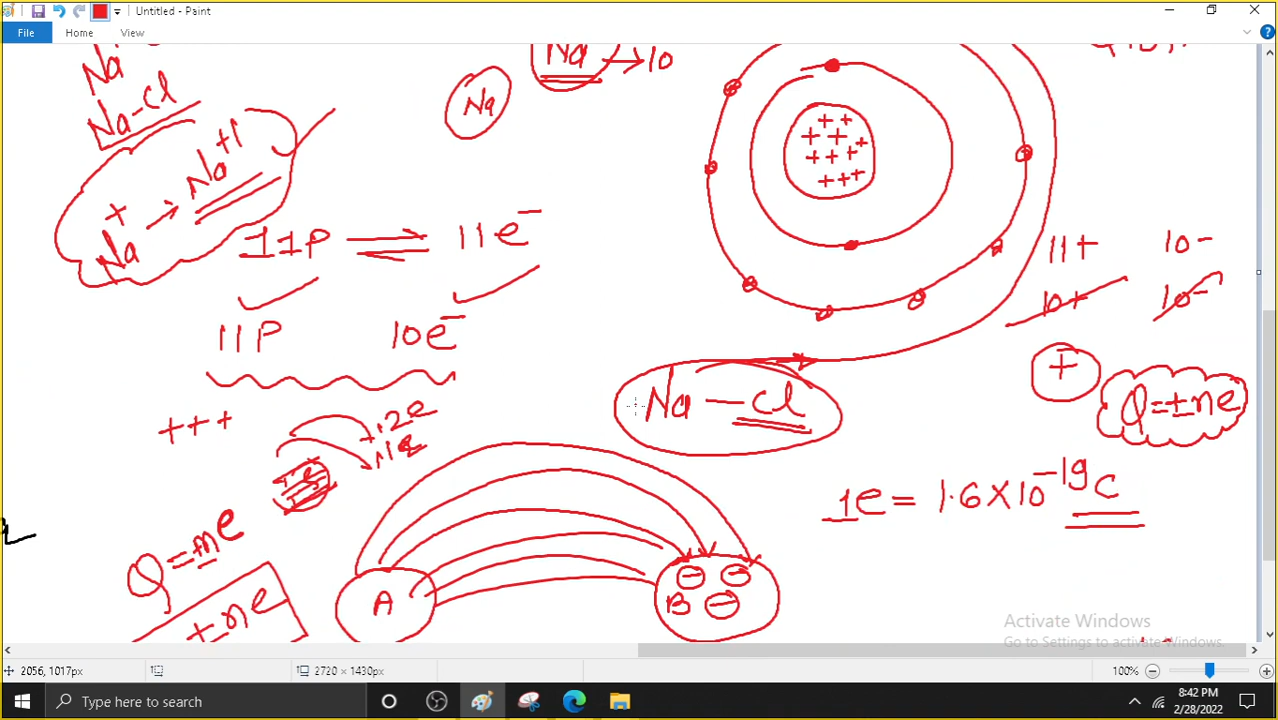 Untitled - Paint
File Home View
Na
Na-Cl
Na → Na+1
+
Na
Na → 10
Na
+ +
+ + +
+ + + +
+ + +
11P ⇌ 11e−
11P 10e−
+++
+2e
+1e
Q=ne
±ne
11+ 10-
10+ 10-
+
Na — Cl
Q=±ne
1e = 1.6×10−19c
A
− −
B −
Activate Windows
Go to Settings to activate Windows.
2056, 1017px
2720 × 1430px
100%
Type here to search
8:42 PM
2/28/2022